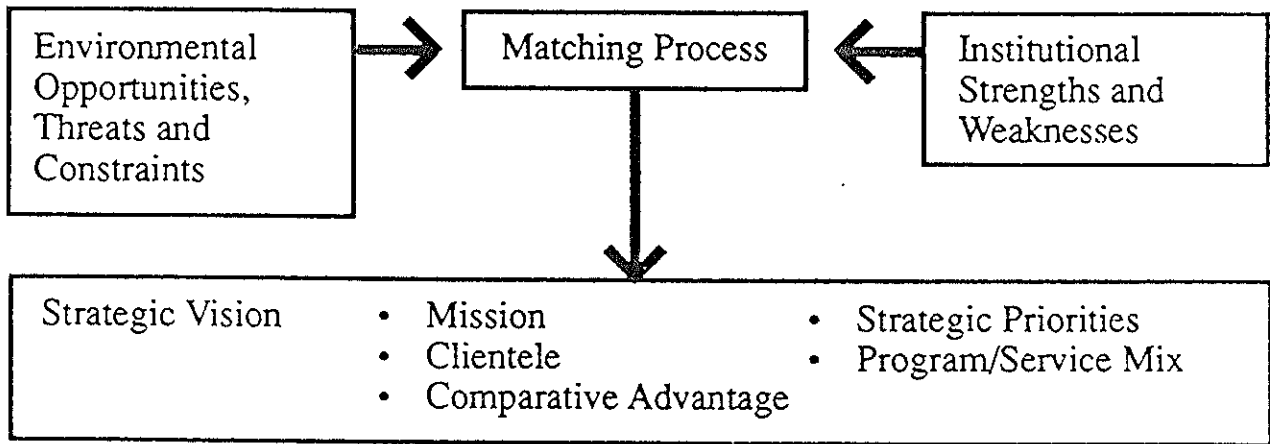 Environmental
Opportunities,
Threats and
Constraints
Matching Process
Institutional
Strengths and
Weaknesses
Strategic Vision
• Mission
• Clientele
• Comparative Advantage
• Strategic Priorities
• Program/Service Mix